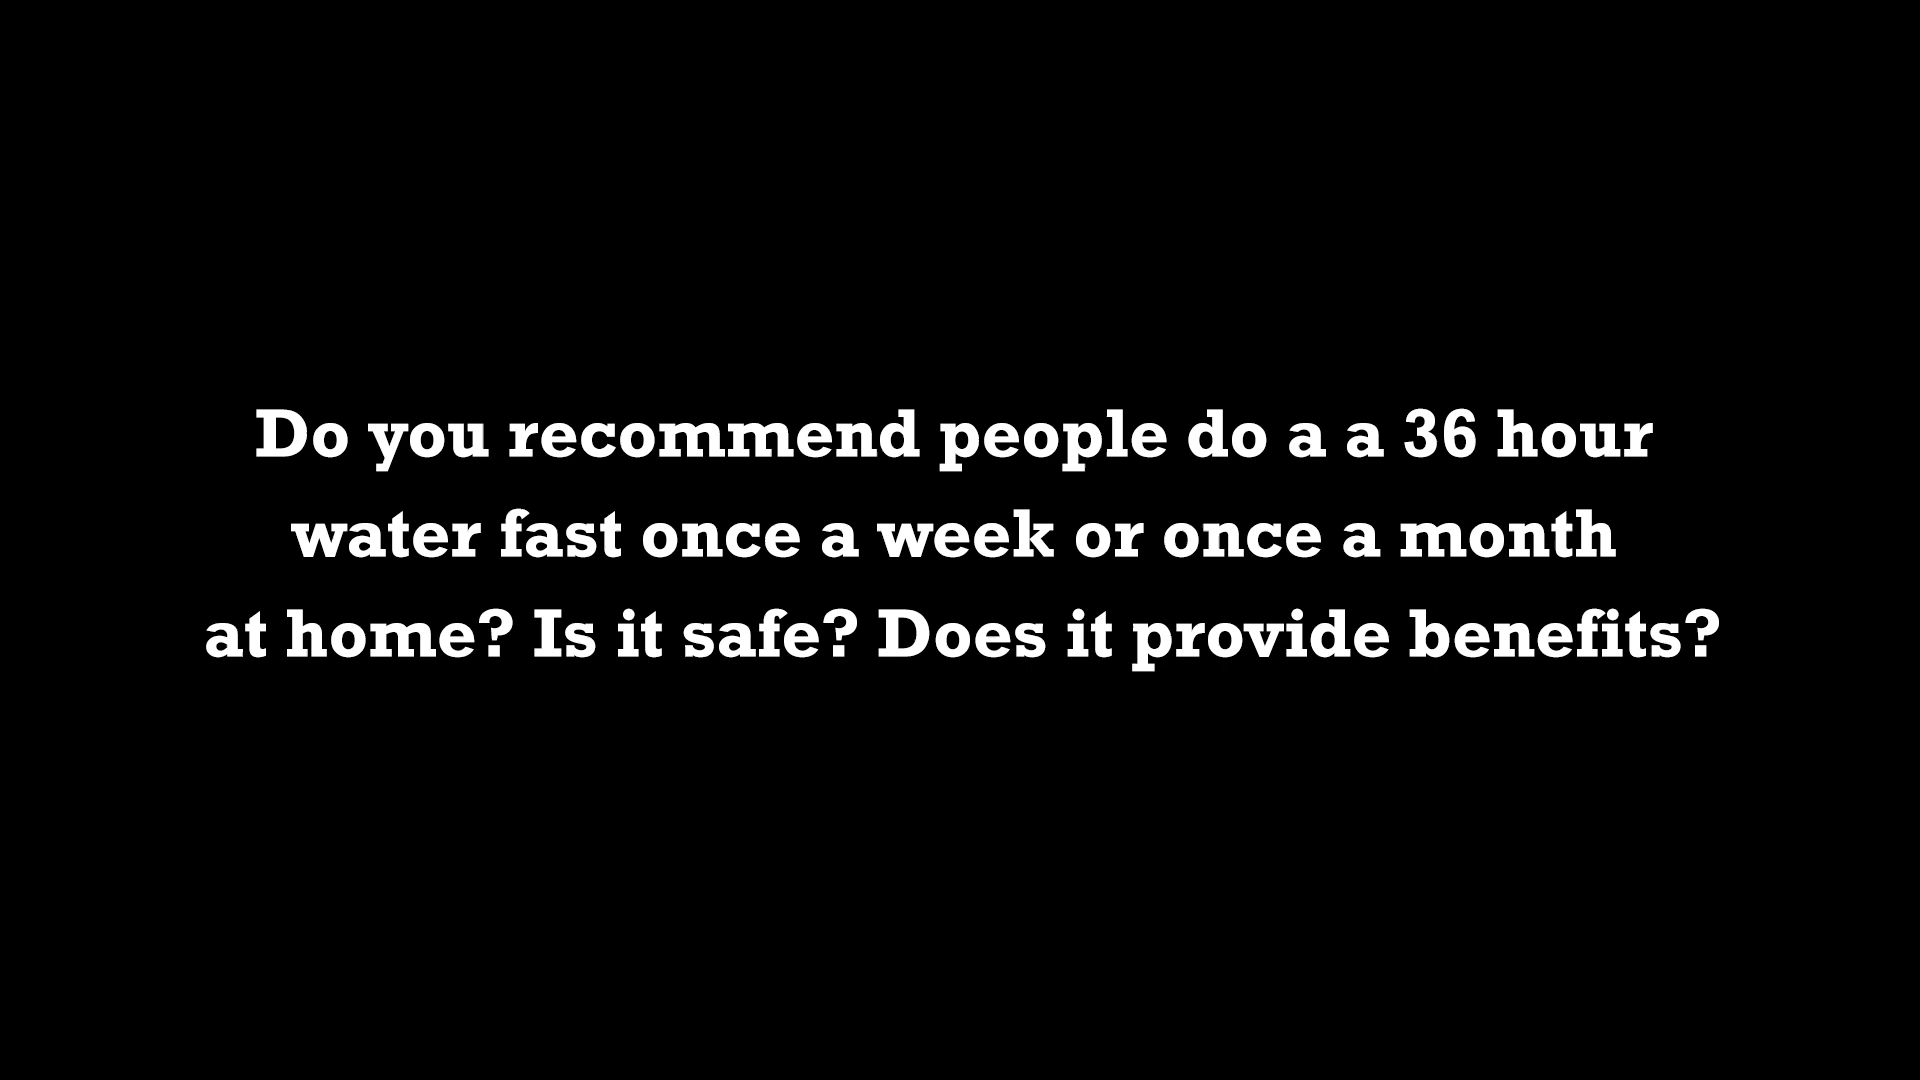 Do you recommend people do a a 36 hour
water fast once a week or once a month
at home? Is it safe? Does it provide benefits?